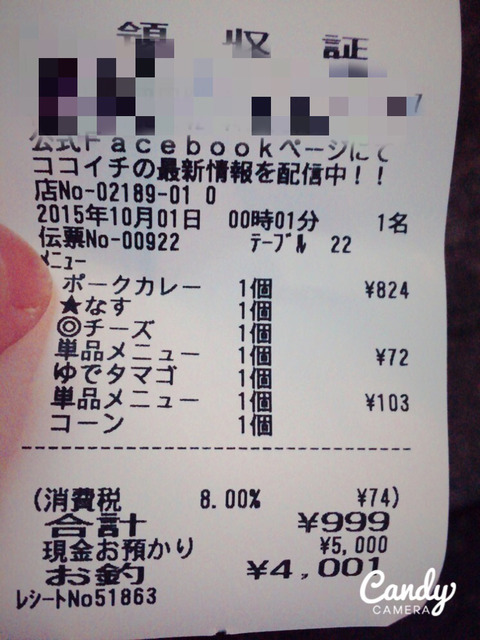 領収証
公式Facebookページにて
ココイチの最新情報を配信中！！
店No-02189-01 0
2015年10月01日 00時01分 1名
伝票No-00922 ﾃｰﾌﾞﾙ 22
ﾒﾆｭｰ
ポークカレー 1個 ¥824
★なす 1個
◎チーズ 1個
単品メニュー 1個 ¥72
ゆでタマゴ 1個
単品メニュー 1個 ¥103
コーン 1個
(消費税 8.00% ¥74)
合計 ¥999
現金お預かり ¥5,000
お釣 ¥4,001
ﾚｼｰﾄNo51863
Candy
CAMERA